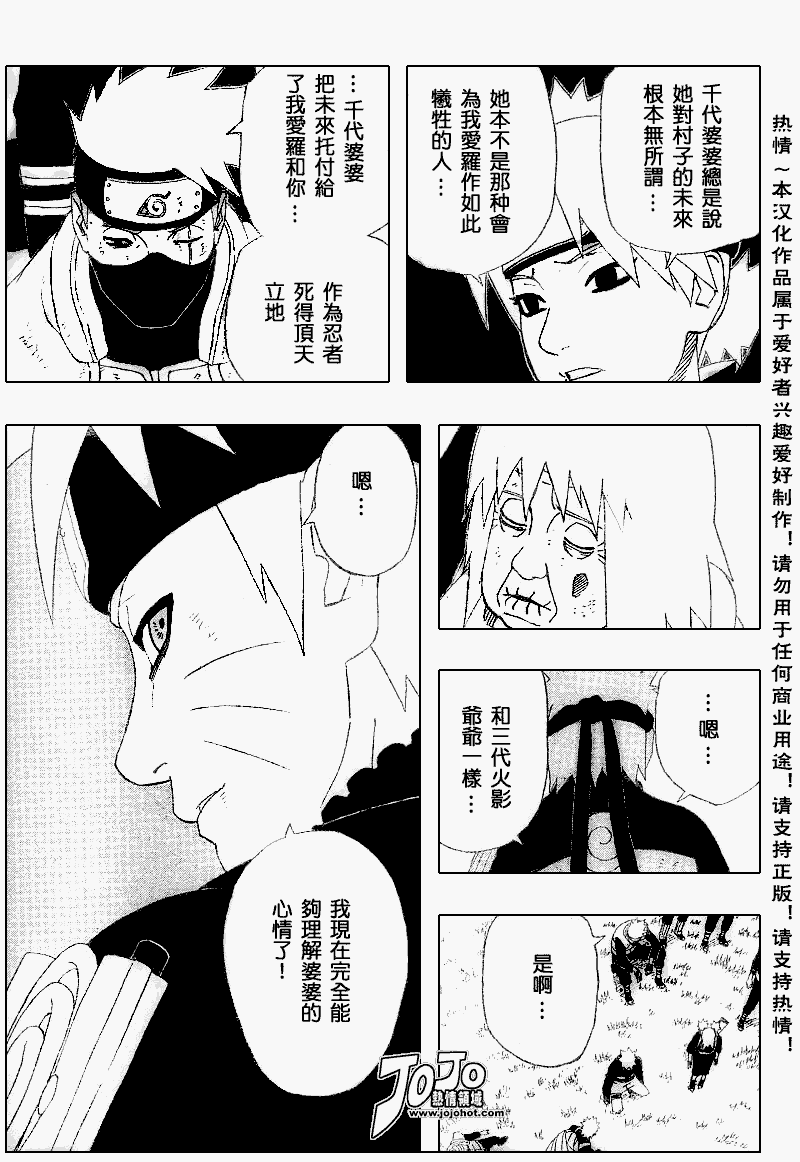 千代婆婆總是說
她對村子的未來
根本無所謂…
她本不是那种會
為我愛羅作如此
犧牲的人…
…千代婆婆
把未來托付給
了我愛羅和你…
作為忍者
死得頂天
立地
…嗯…
和三代火影
爺爺一樣…
是啊…
嗯…
我現在完全能
夠理解婆婆的
心情了！
JOJO
熱情領域
www.jojohot.com
热情~本汉化作品属于爱好者兴趣爱好制作！请勿用于任何商业用途！请支持正版！请支持热情！